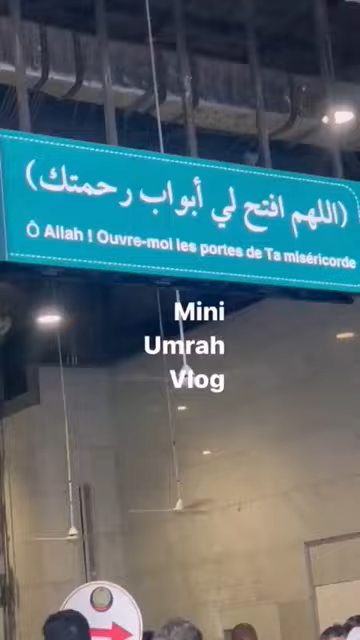 (اللهم افتح لي أبواب رحمتك)
Ô Allah ! Ouvre-moi les portes de Ta miséricorde
Mini
Umrah
Vlog